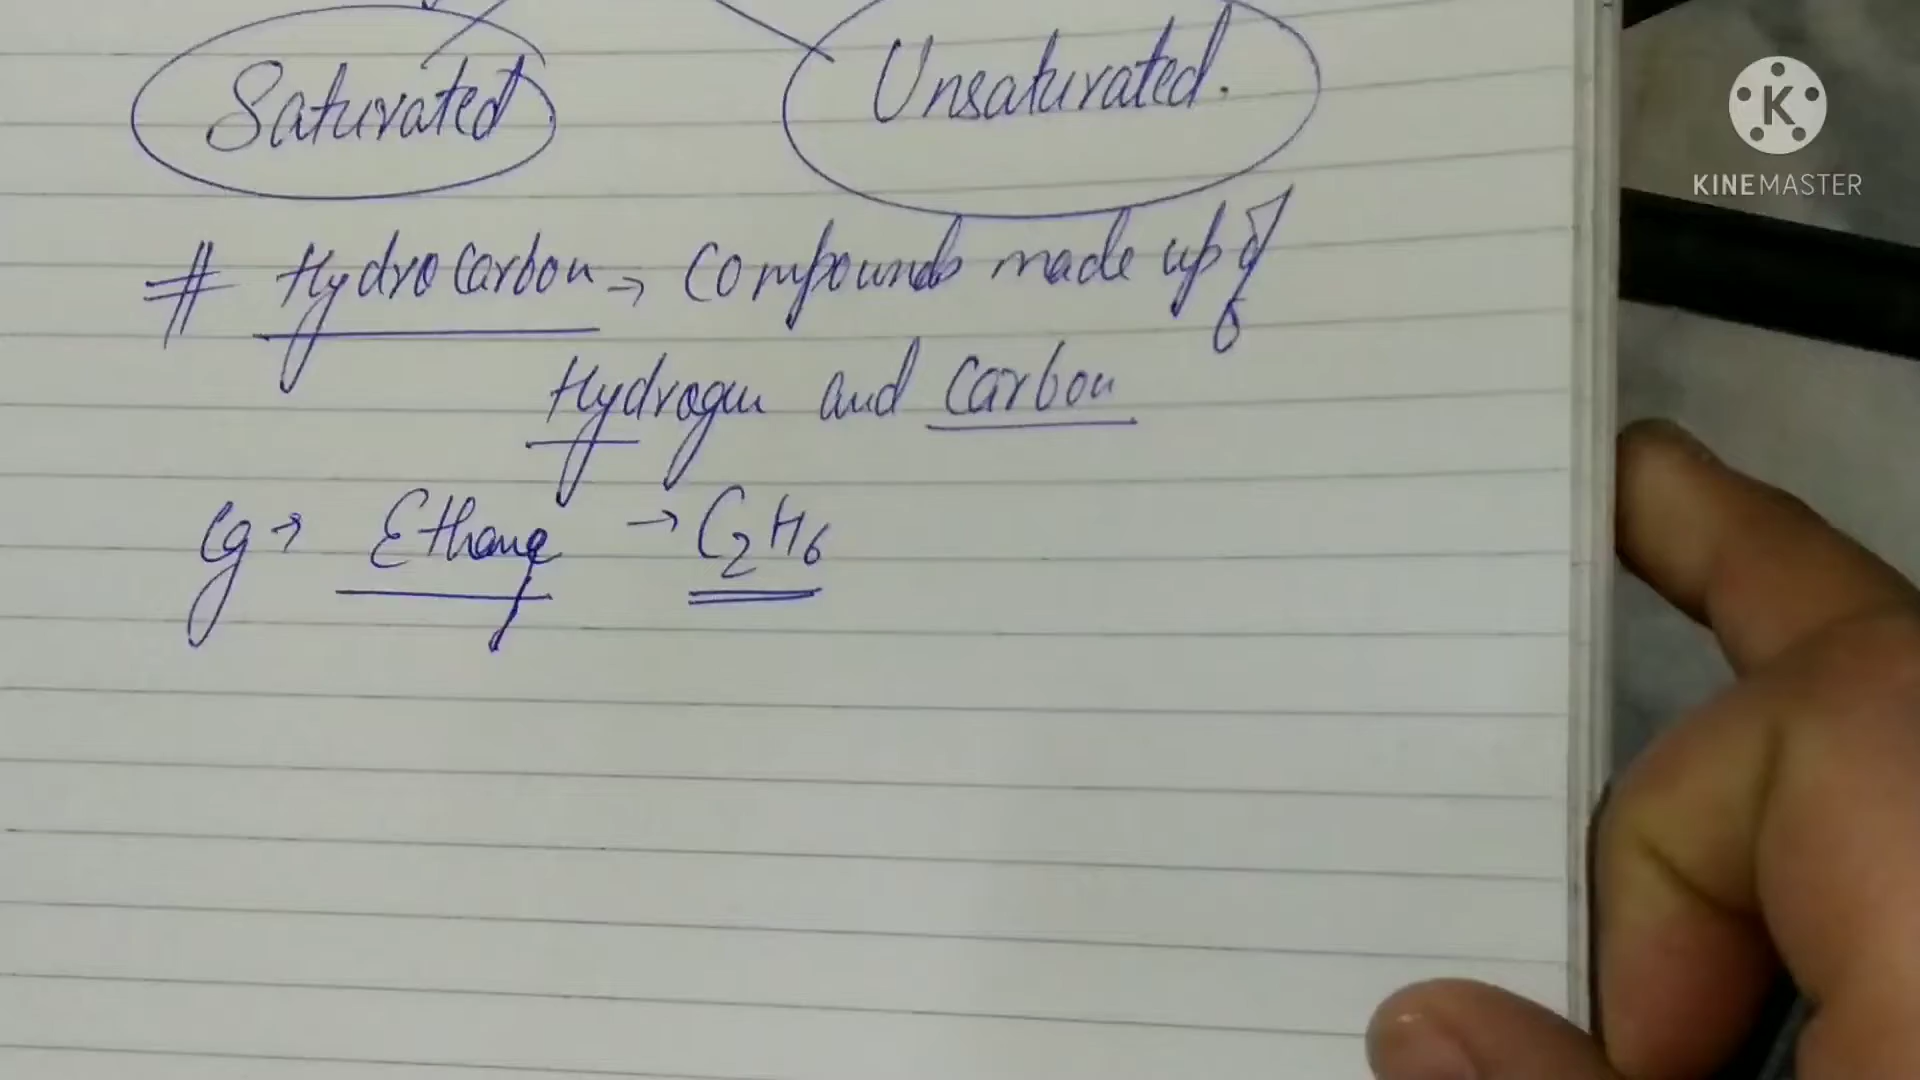 Saturated Unsaturated.
# Hydrocarbon → Compounds made up of
Hydrogen and Carbon
eg → Ethane → C2H6
K
KINEMASTER